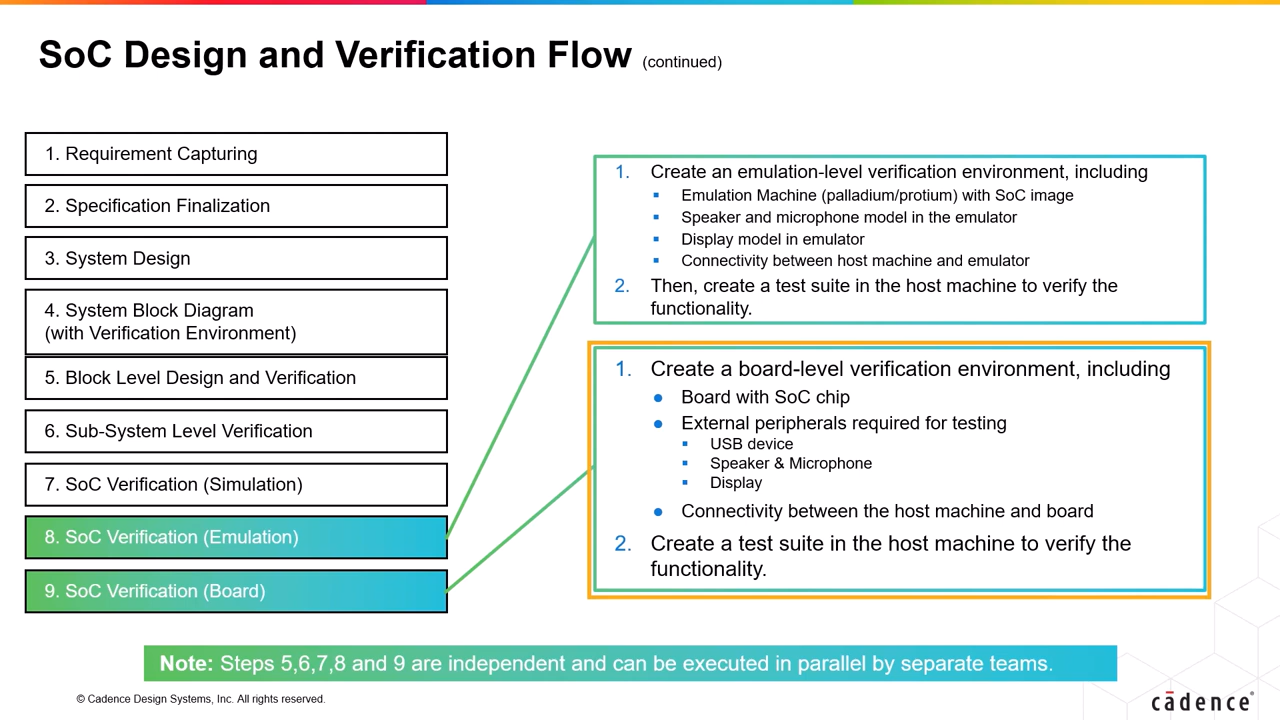 SoC Design and Verification Flow (continued)
1. Requirement Capturing
2. Specification Finalization
3. System Design
4. System Block Diagram
(with Verification Environment)
5. Block Level Design and Verification
6. Sub-System Level Verification
7. SoC Verification (Simulation)
8. SoC Verification (Emulation)
9. SoC Verification (Board)
1. Create an emulation-level verification environment, including
▪ Emulation Machine (palladium/protium) with SoC image
▪ Speaker and microphone model in the emulator
▪ Display model in emulator
▪ Connectivity between host machine and emulator
2. Then, create a test suite in the host machine to verify the
functionality.
1. Create a board-level verification environment, including
● Board with SoC chip
● External peripherals required for testing
▪ USB device
▪ Speaker & Microphone
▪ Display
● Connectivity between the host machine and board
2. Create a test suite in the host machine to verify the
functionality.
Note: Steps 5,6,7,8 and 9 are independent and can be executed in parallel by separate teams.
© Cadence Design Systems, Inc. All rights reserved.
cādence®